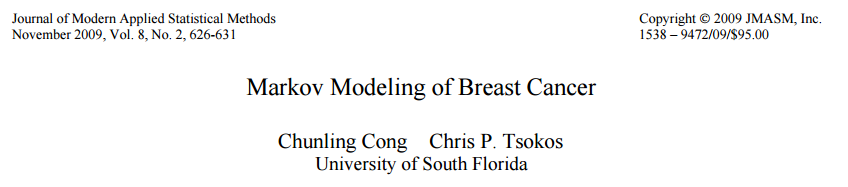 Journal of Modern Applied Statistical Methods
November 2009, Vol. 8, No. 2, 626-631
Copyright © 2009 JMASM, Inc.
1538 – 9472/09/$95.00
Markov Modeling of Breast Cancer
Chunling Cong Chris P. Tsokos
University of South Florida